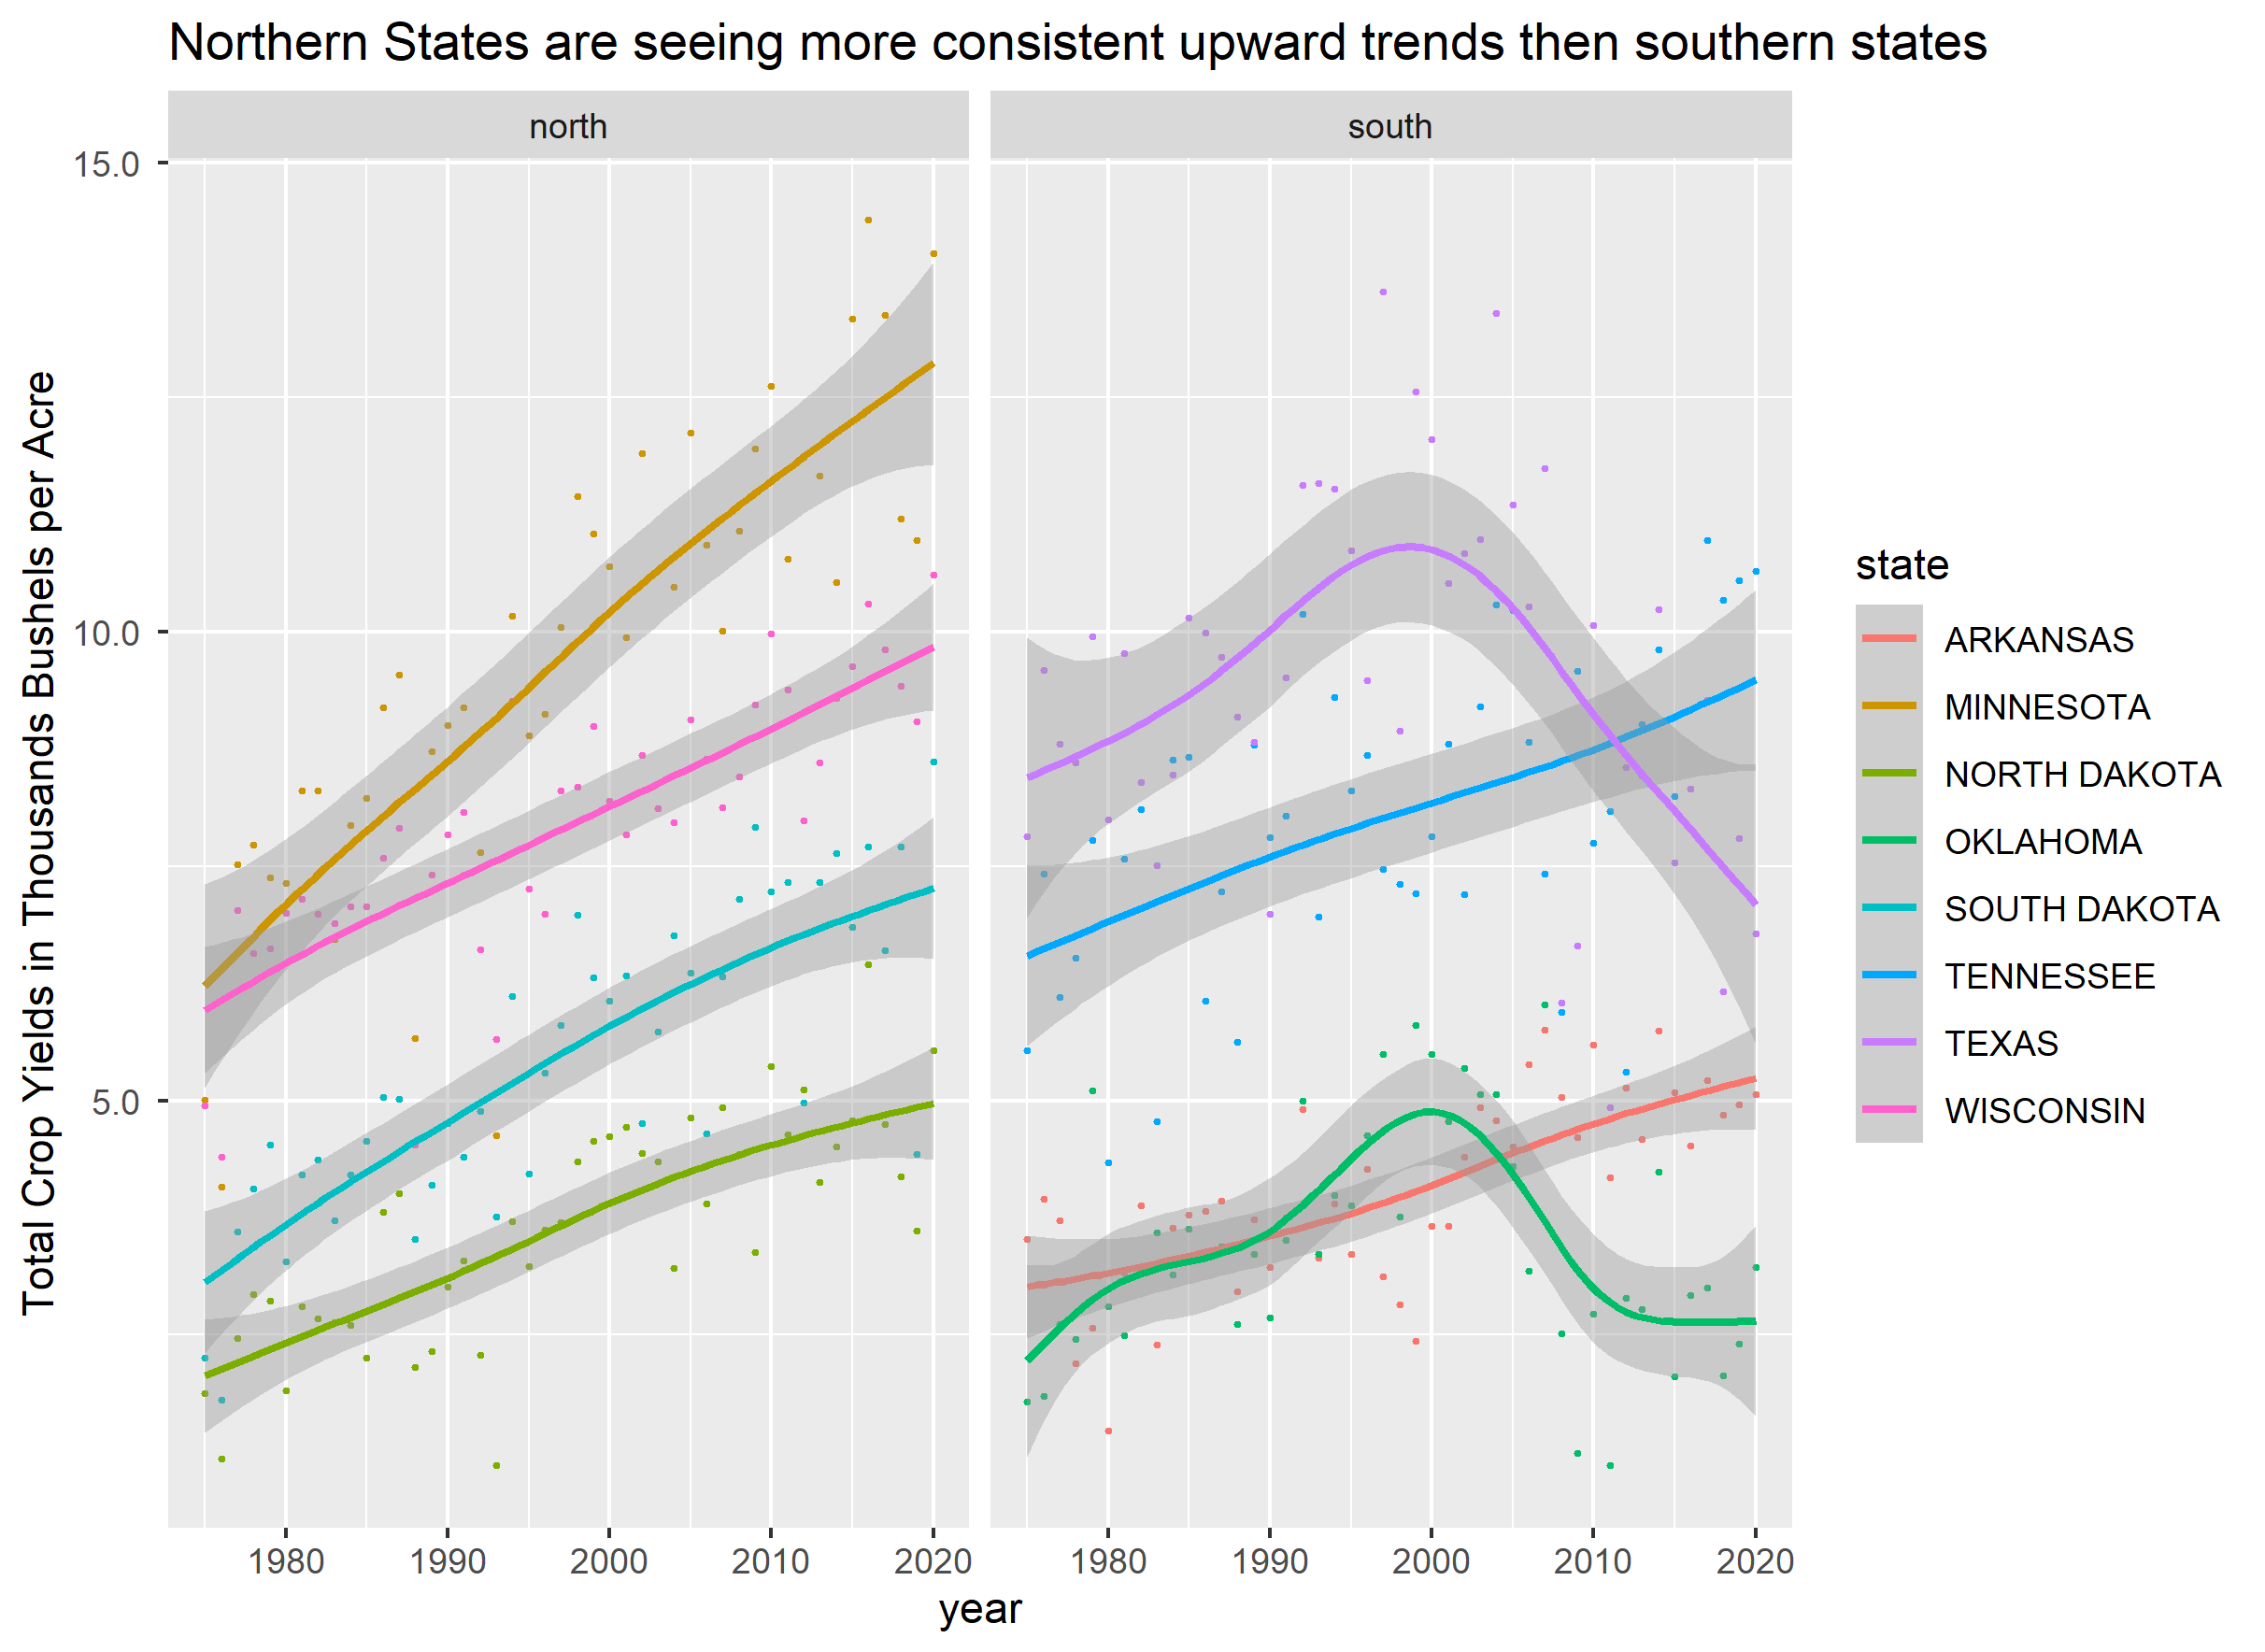 Northern States are seeing more consistent upward trends then southern states
north
south
15.0
10.0
5.0
Total Crop Yields in Thousands Bushels per Acre
1980
1990
2000
2010
2020
1980
1990
2000
2010
2020
year
state
ARKANSAS
MINNESOTA
NORTH DAKOTA
OKLAHOMA
SOUTH DAKOTA
TENNESSEE
TEXAS
WISCONSIN